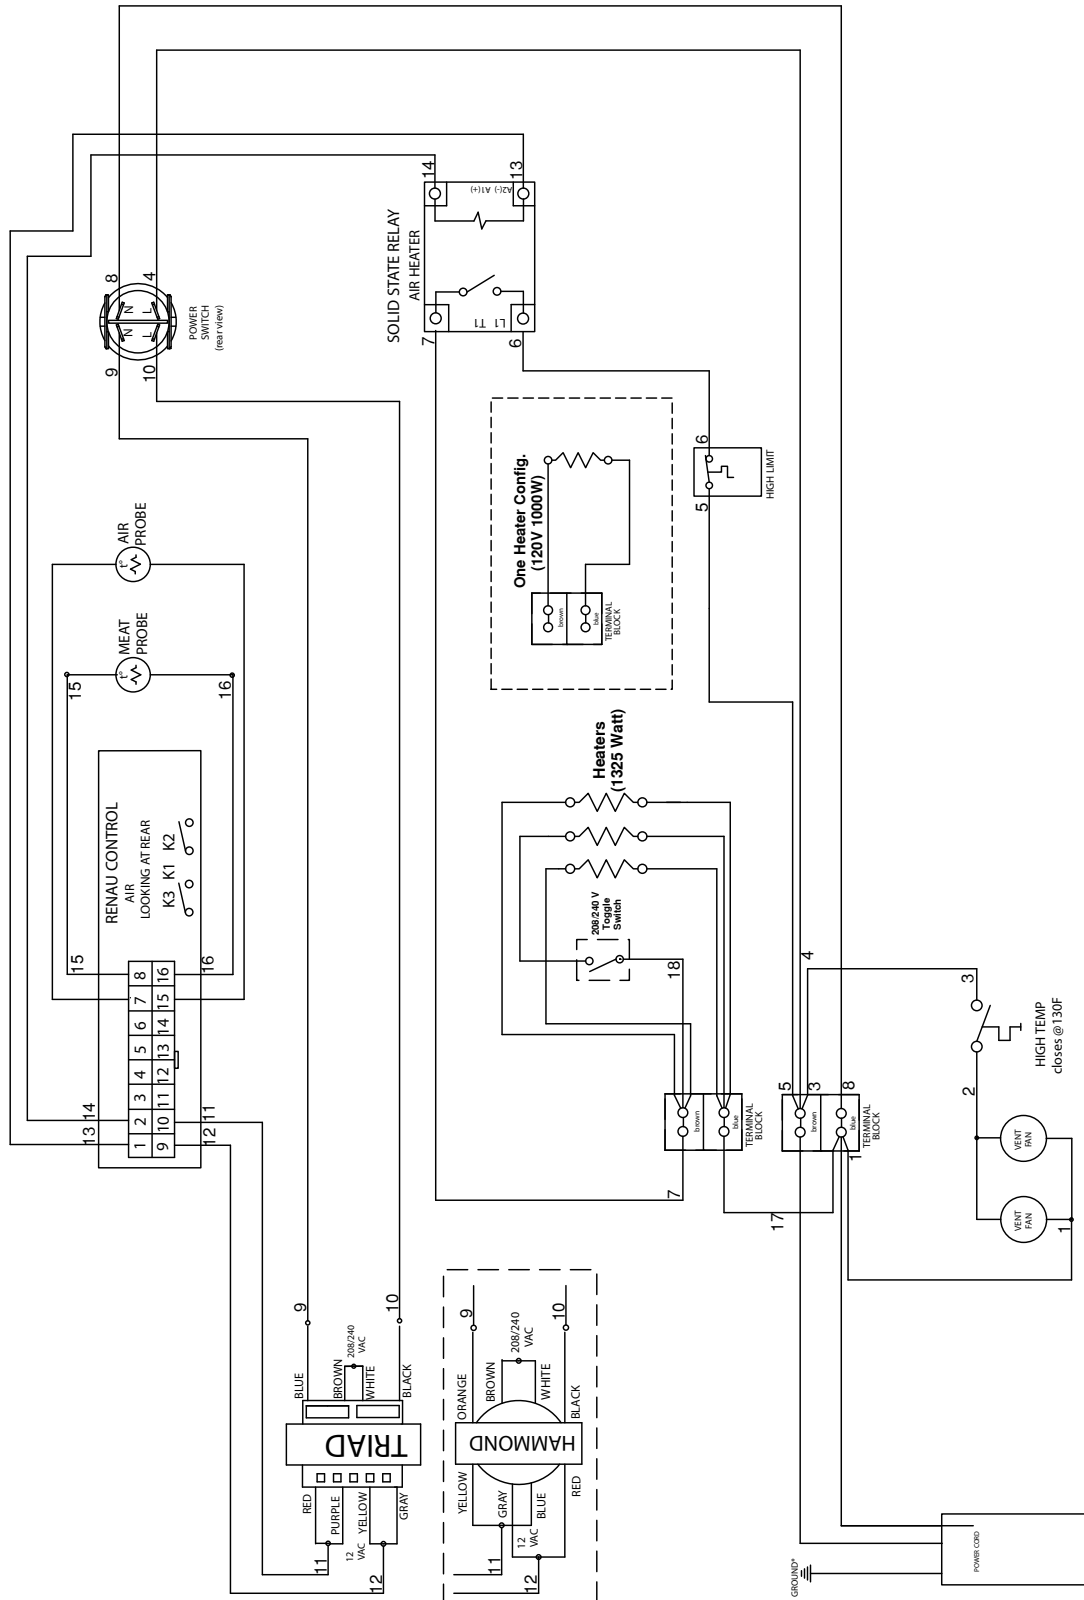 14
13
A2(-) A1(+)
SOLID STATE RELAY
AIR HEATER
L1 T1
7
6
8
4
N
N
L
L
9
10
POWER
SWITCH
(rear view)
AIR
PROBE
t°
MEAT
PROBE
t°
15
16
RENAU CONTROL
AIR
LOOKING AT REAR
K3 K1 K2
15
16
1 2 3 4 5 6 7 8
9 10 11 12 13 14 15 16
13
14
12
11
One Heater Config.
(120V 1000W)
brown
blue
TERMINAL
BLOCK
6
5
HIGH LIMIT
Heaters
(1325 Watt)
208/240 V
Toggle
Switch
18
brown
blue
TERMINAL
BLOCK
7
17
5
3
4
8
brown
blue
TERMINAL
BLOCK
1
3
HIGH TEMP
closes @130F
2
VENT
FAN
VENT
FAN
1
9
10
BLUE
BROWN
208/240
VAC
WHITE
BLACK
TRIAD
RED
PURPLE
YELLOW
GRAY
12
VAC
11
12
9
10
ORANGE
BROWN
208/240
VAC
WHITE
BLACK
HAMMOND
YELLOW
GRAY
BLUE
RED
12
VAC
11
12
GROUND*
POWER CORD